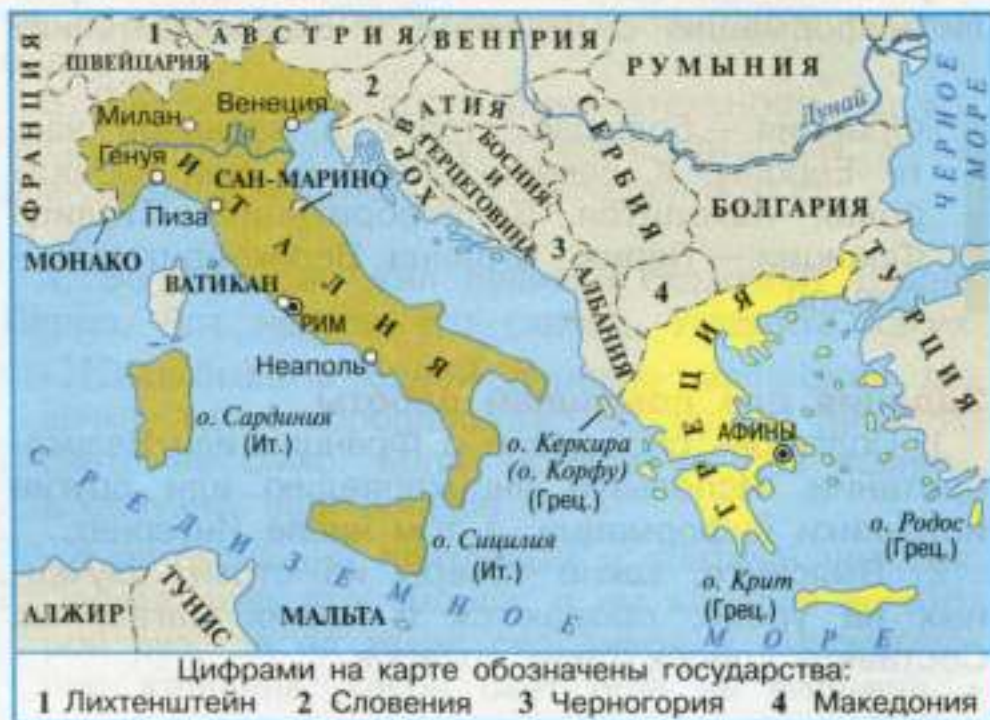 1 АВСТРИЯ ВЕНГРИЯ
ФРАНЦИЯ
ШВЕЙЦАРИЯ
РУМЫНИЯ
2
ЧЕРНОЕ МОРЕ
Милан
Венеция
ХОРВАТИЯ
СЕРБИЯ
Дунай
По
БОСНИЯ И ГЕРЦЕГОВИНА
Генуя
САН-МАРИНО
Пиза
БОЛГАРИЯ
ИТАЛИЯ
МОНАКО
3
ТУРЦИЯ
ВАТИКАН
АЛБАНИЯ
4
РИМ
ГРЕЦИЯ
Неаполь
о. Сардиния
(Ит.)
о. Керкира
(о. Корфу)
(Грец.)
АФИНЫ
СРЕДИЗЕМНОЕ МОРЕ
о. Сицилия
(Ит.)
о. Родос
(Грец.)
о. Крит
(Грец.)
АЛЖИР
ТУНИС
МАЛЬТА
Цифрами на карте обозначены государства:
1 Лихтенштейн 2 Словения 3 Черногория 4 Македония